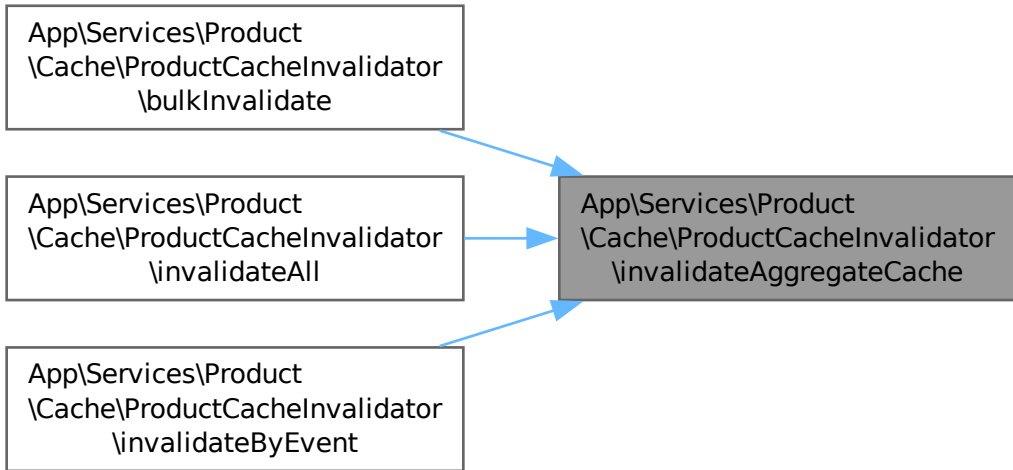 App\Services\Product
\Cache\ProductCacheInvalidator
\bulkInvalidate
App\Services\Product
\Cache\ProductCacheInvalidator
\invalidateAll
App\Services\Product
\Cache\ProductCacheInvalidator
\invalidateByEvent
App\Services\Product
\Cache\ProductCacheInvalidator
\invalidateAggregateCache